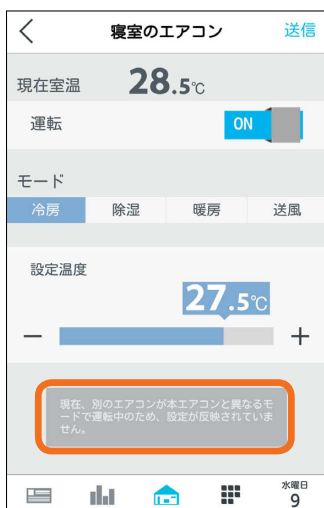 寝室のエアコン 送信
現在室温 28.5℃
運転 ON
モード
冷房 除湿 暖房 送風
設定温度
27.5℃
− +
現在、別のエアコンが本エアコンと異なるモ
ードで運転中のため、設定が反映されていま
せん。
水曜日
9